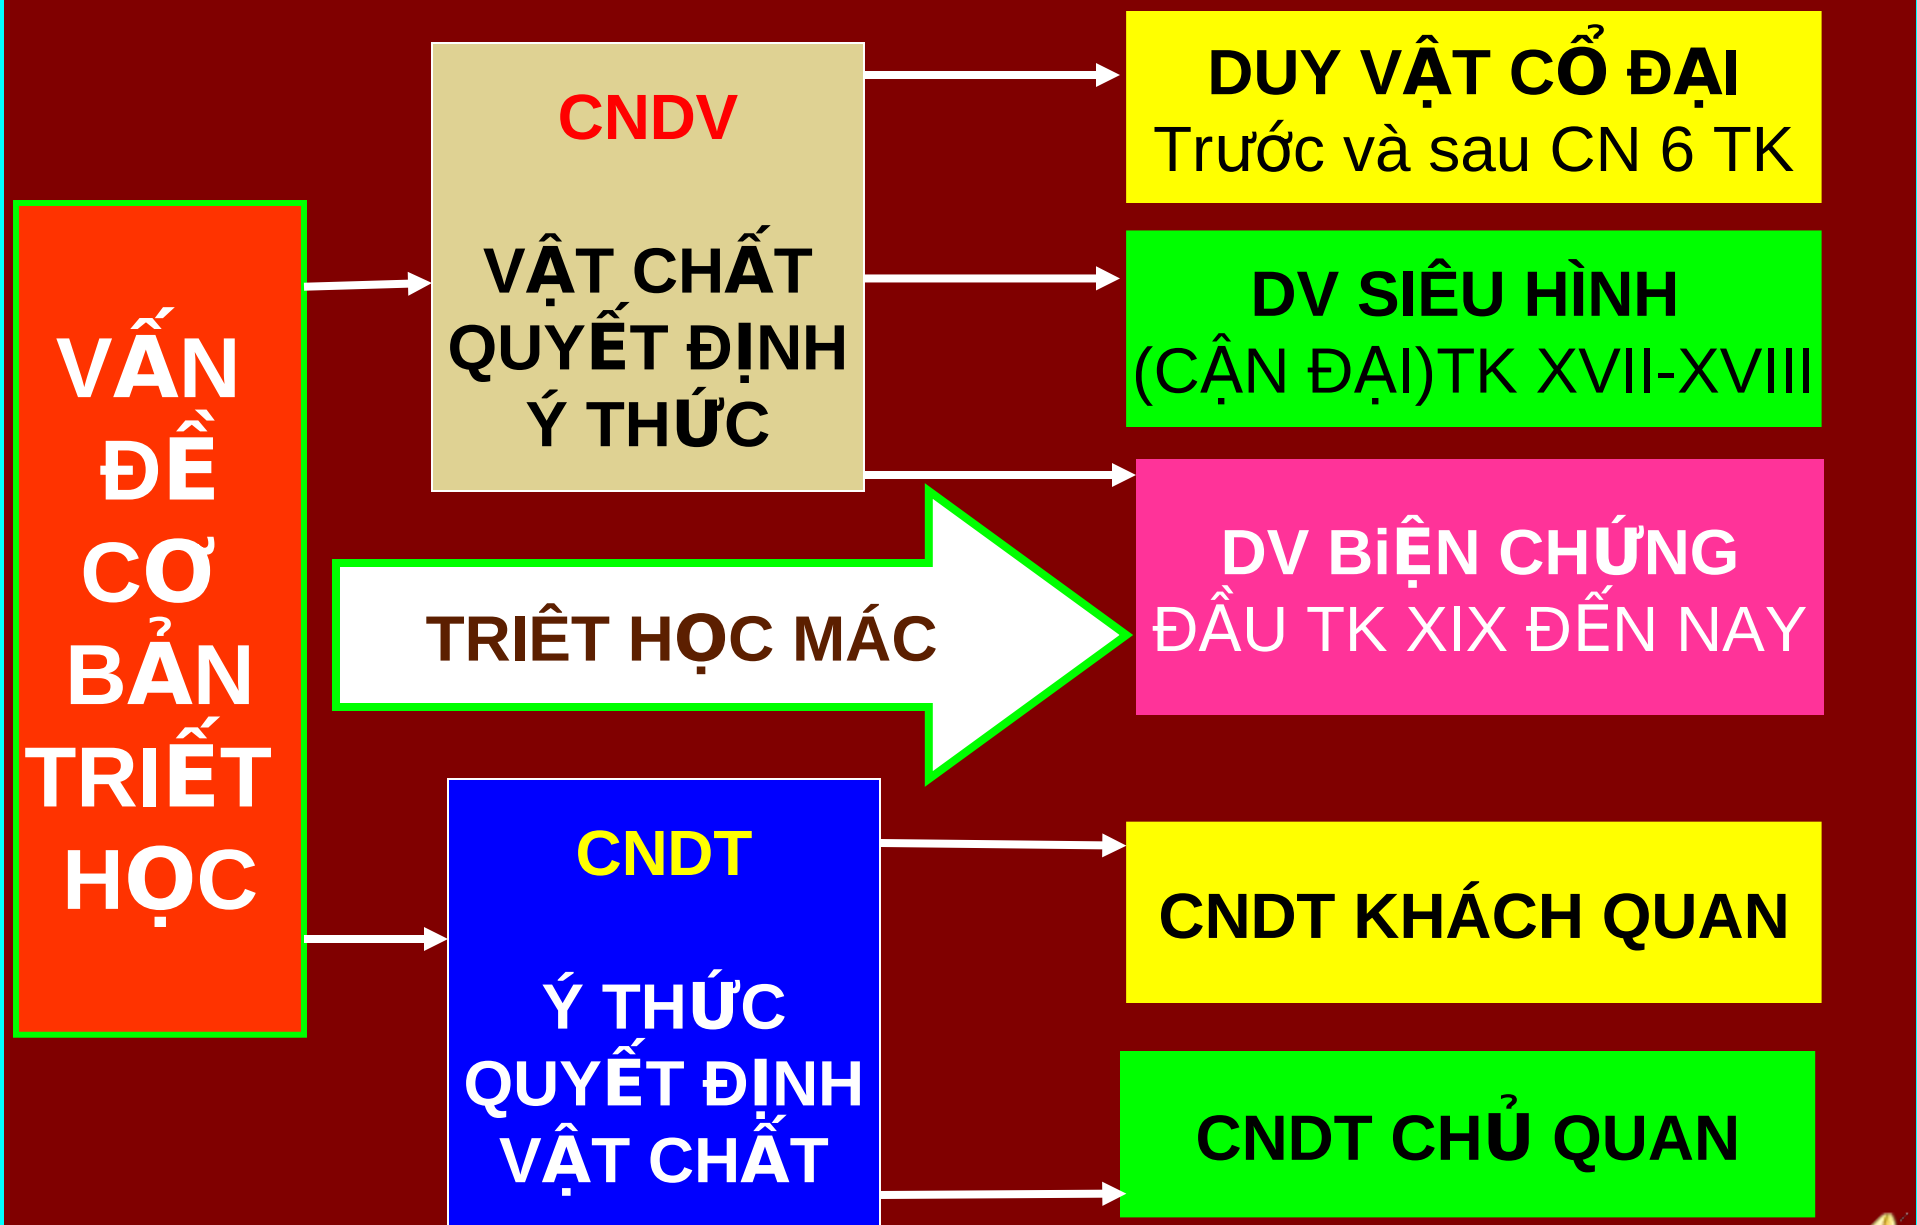 VẤN
ĐỀ
CƠ
BẢN
TRIẾT
HỌC
CNDV
VẬT CHẤT
QUYẾT ĐỊNH
Ý THỨC
DUY VẬT CỔ ĐẠI
Trước và sau CN 6 TK
DV SIÊU HÌNH
(CẬN ĐẠI)TK XVII-XVIII
DV BiỆN CHỨNG
ĐẦU TK XIX ĐẾN NAY
TRIÊT HỌC MÁC
CNDT
Ý THỨC
QUYẾT ĐỊNH
VẬT CHẤT
CNDT KHÁCH QUAN
CNDT CHỦ QUAN